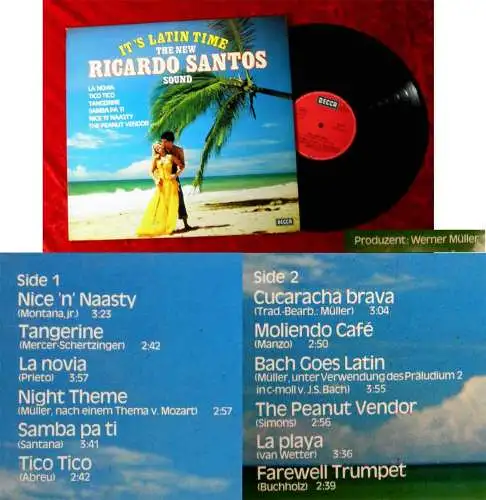 IT'S LATIN TIME
THE NEW
RICARDO SANTOS
SOUND
LA NOVIA
TICO TICO
TANGERINE
SAMBA PA TI
NICE 'N' NAASTY
THE PEANUT VENDOR
DECCA
DECCA
Produzent: Werner Müller
Side 1
Nice 'n' Naasty
(Montana, jr.) 3:23
Tangerine
(Mercer-Schertzinger) 2:42
La novia
(Prieto) 3:57
Night Theme
(Müller, nach einem Thema v. Mozart) 2:57
Samba pa ti
(Santana) 3:41
Tico Tico
(Abreu) 2:42
Side 2
Cucaracha brava
(Trad.-Bearb.: Müller) 3:04
Moliendo Café
(Manzo) 2:50
Bach Goes Latin
(Müller, unter Verwendung des Präludium 2
in c-moll v. J.S. Bach) 3:55
The Peanut Vendor
(Simons) 2:56
La playa
(van Wetter) 3:36
Farewell Trumpet
(Buchholz) 2:39